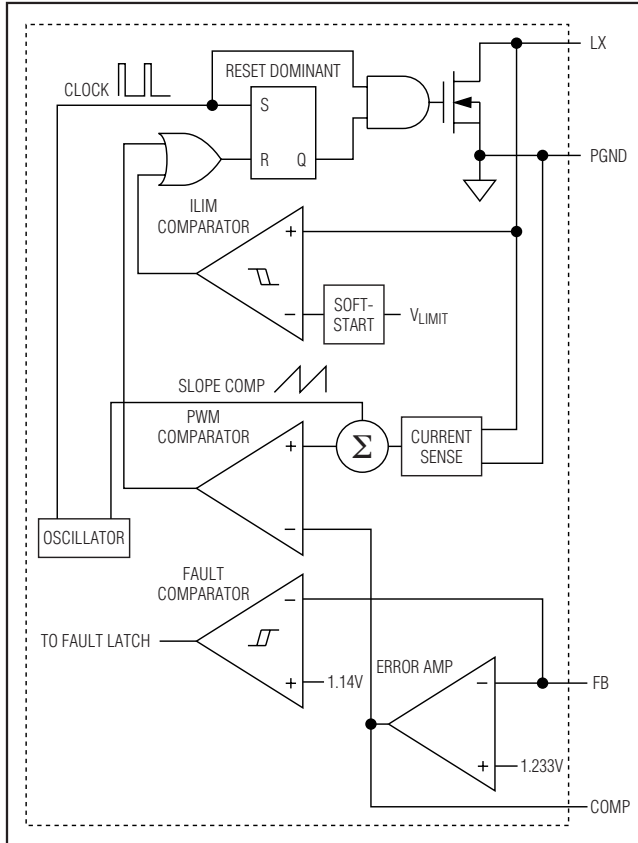 LX
CLOCK
RESET DOMINANT
S
R
Q
PGND
ILIM
COMPARATOR
+
−
SOFT-
START
VLIMIT
SLOPE COMP
PWM
COMPARATOR
+
−
Σ
CURRENT
SENSE
OSCILLATOR
FAULT
COMPARATOR
−
+
1.14V
TO FAULT LATCH
ERROR AMP
−
+
1.233V
FB
COMP